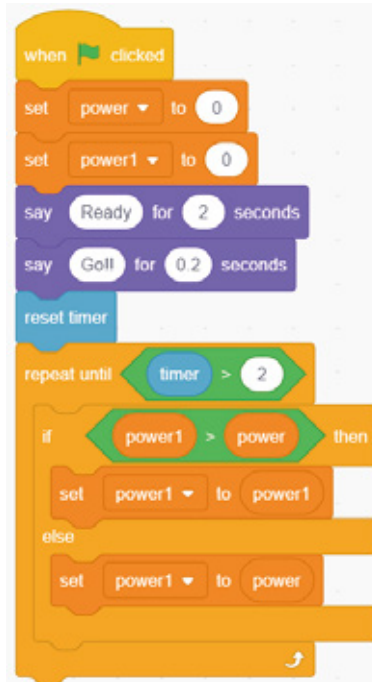 when clicked
set power to 0
set power1 to 0
say Ready for 2 seconds
say Go!! for 0.2 seconds
reset timer
repeat until timer > 2
if power1 > power then
set power1 to power1
else
set power1 to power